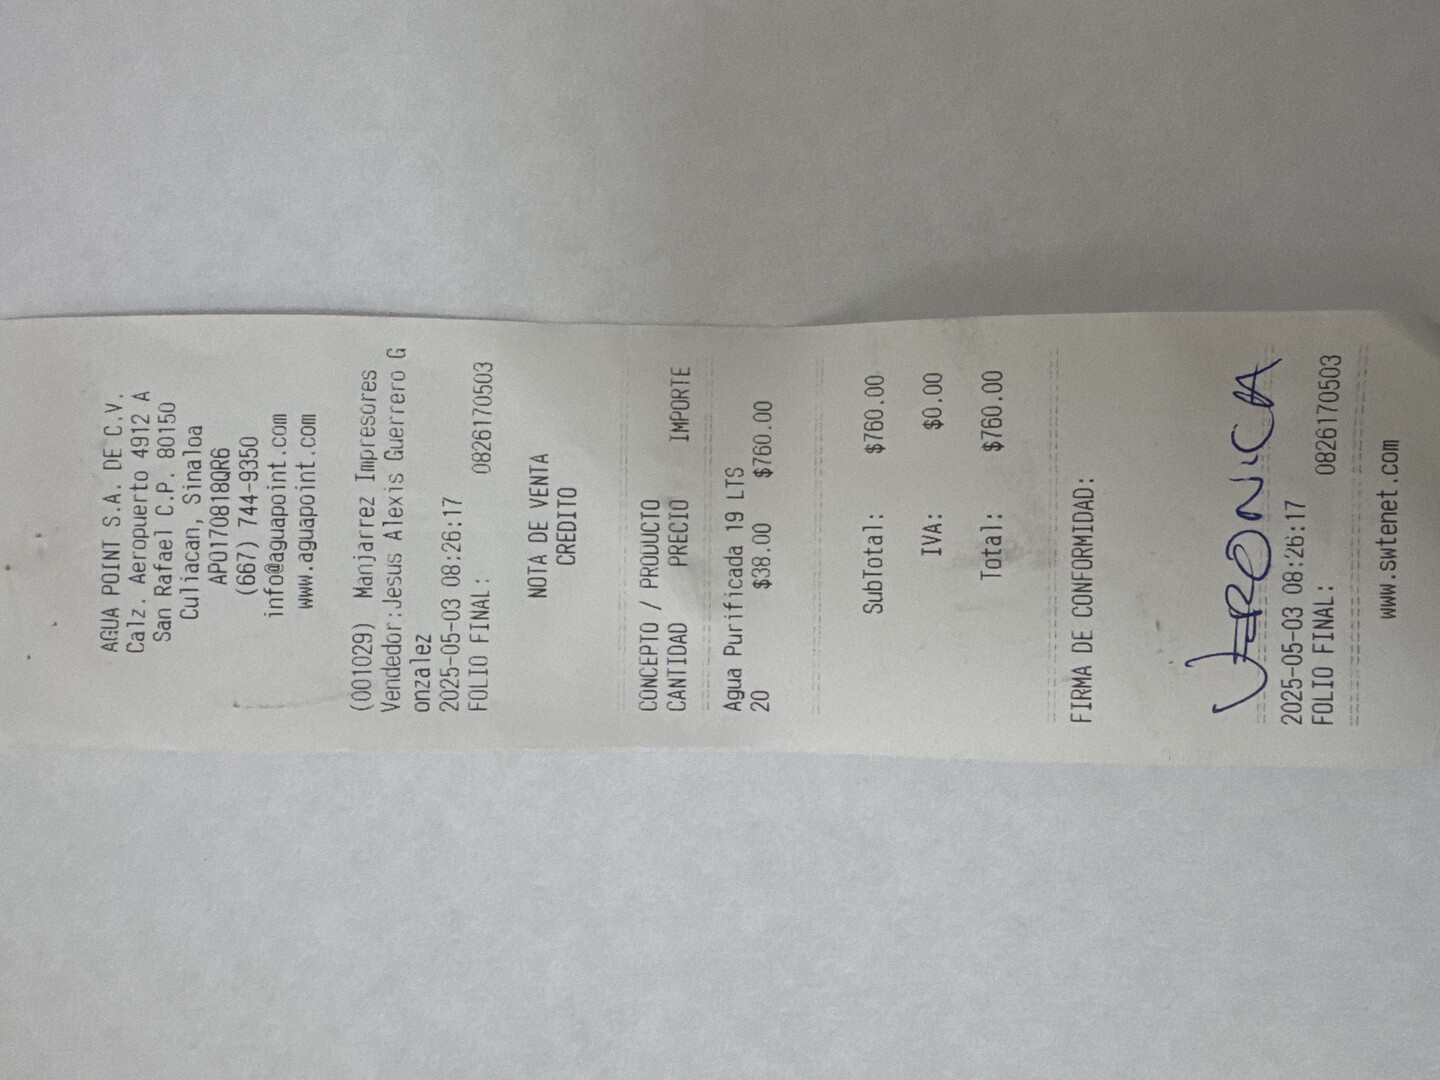 AGUA POINT S.A. DE C.V.
Calz. Aeropuerto 4912 A
San Rafael C.P. 80150
Culiacan, Sinaloa
APO170818QR6
(667) 744-9350
info@aguapoint.com
www.aguapoint.com
(001029) Manjarrez Impresores
Vendedor:Jesus Alexis Guerrero G
onzalez
2025-05-03 08:26:17
FOLIO FINAL: 0826170503
NOTA DE VENTA
CREDITO
CONCEPTO / PRODUCTO
CANTIDAD PRECIO IMPORTE
Agua Purificada 19 LTS
20 $38.00 $760.00
SubTotal: $760.00
IVA: $0.00
Total: $760.00
FIRMA DE CONFORMIDAD:
VERONICA
2025-05-03 08:26:17
FOLIO FINAL: 0826170503
www.swtenet.com